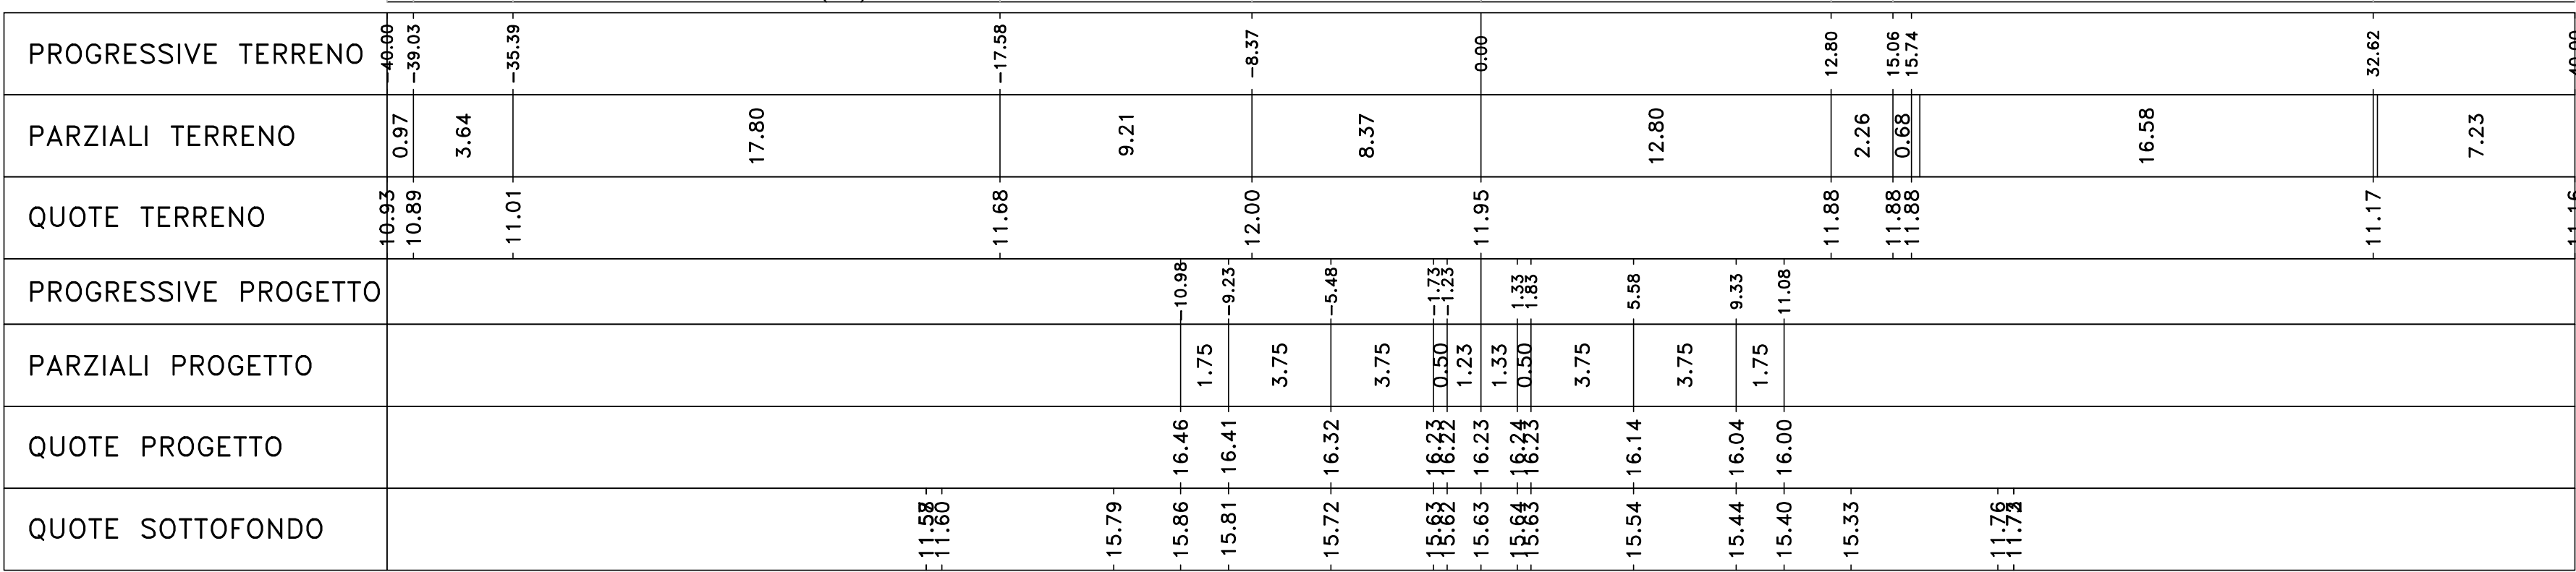 PROGRESSIVE TERRENO -40.00 -39.03 -35.39 -17.58 -8.37 0.00 12.80 15.06 15.74 32.62
PARZIALI TERRENO 0.97 3.64 17.80 9.21 8.37 12.80 2.26 0.68 16.58 7.23
QUOTE TERRENO 10.93 10.89 11.01 11.68 12.00 11.95 11.88 11.88 11.88 11.17
PROGRESSIVE PROGETTO -10.98 -9.23 -5.48 -1.73 -1.23 1.33 1.83 5.58 9.33 11.08
PARZIALI PROGETTO 1.75 3.75 3.75 0.50 1.23 1.33 0.50 3.75 3.75 1.75
QUOTE PROGETTO 16.46 16.41 16.32 16.23 16.22 16.23 16.24 16.23 16.14 16.04 16.00
QUOTE SOTTOFONDO 11.60 15.79 15.86 15.81 15.72 15.63 15.62 15.63 15.64 15.63 15.54 15.44 15.40 15.33 11.76